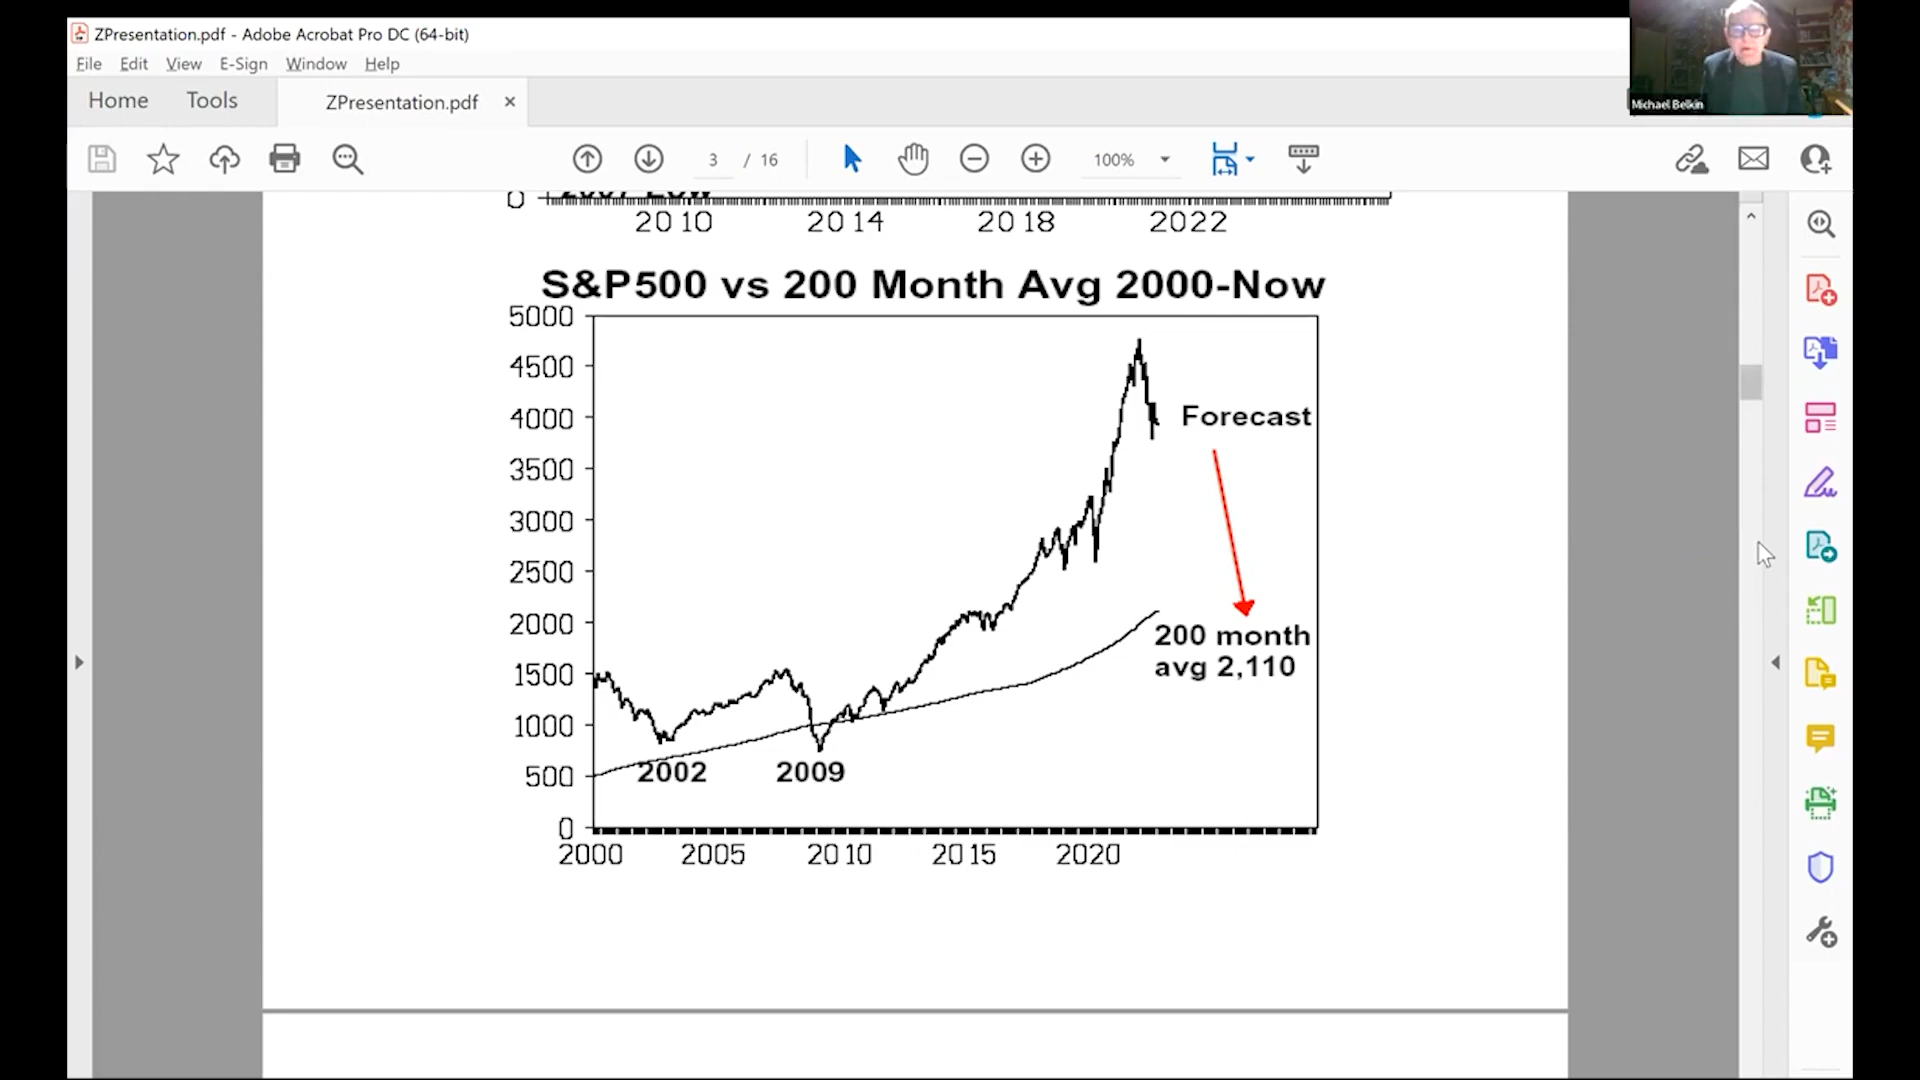 ZPresentation.pdf - Adobe Acrobat Pro DC (64-bit)
File Edit View E-Sign Window Help
Home Tools ZPresentation.pdf ×
Michael Belkin
3 / 16 100%
0 2007 Low
2010 2014 2018 2022
S&P500 vs 200 Month Avg 2000-Now
5000
4500
4000
3500
3000
2500
2000
1500
1000
500
0
Forecast
200 month
avg 2,110
2002 2009
2000 2005 2010 2015 2020